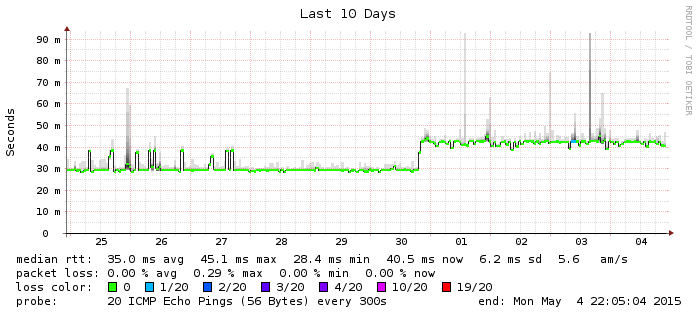 Last 10 Days
RRDTOOL / TOBI OETIKER
Seconds
90 m
80 m
70 m
60 m
50 m
40 m
30 m
20 m
10 m
0
25 26 27 28 29 30 01 02 03 04
median rtt: 35.0 ms avg 45.1 ms max 28.4 ms min 40.5 ms now 6.2 ms sd 5.6 am/s
packet loss: 0.00 % avg 0.29 % max 0.00 % min 0.00 % now
loss color: 0 1/20 2/20 3/20 4/20 10/20 19/20
probe: 20 ICMP Echo Pings (56 Bytes) every 300s end: Mon May 4 22:05:04 2015